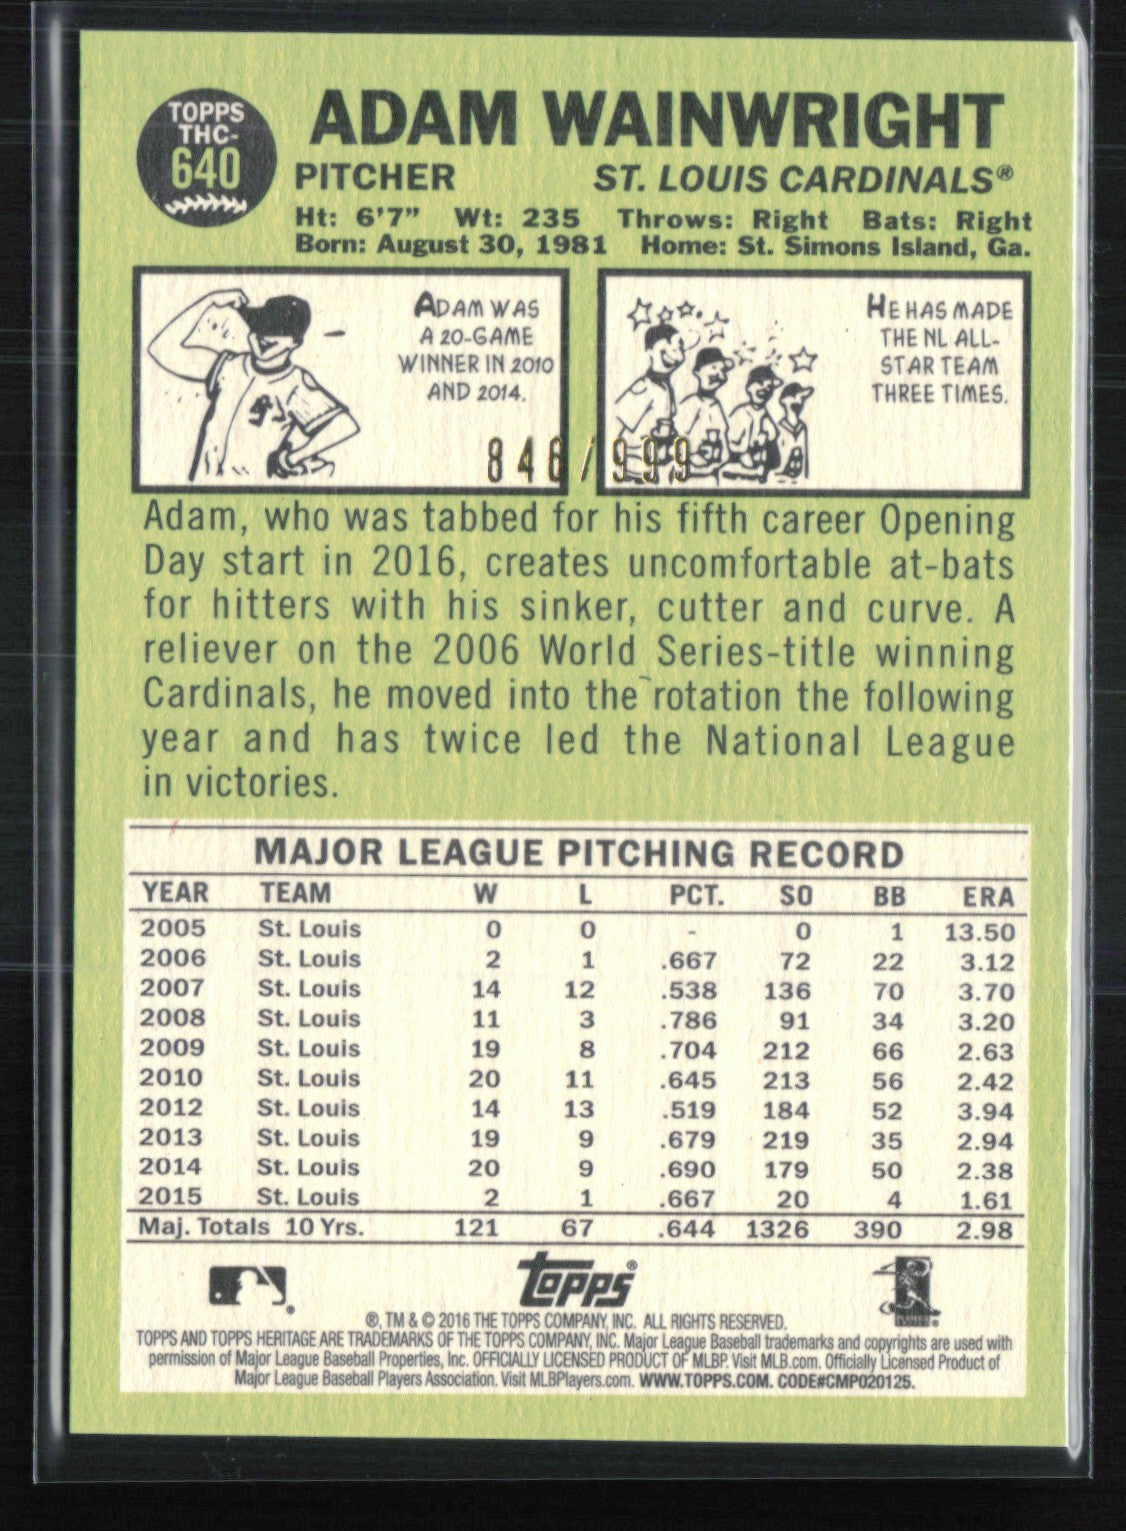 TOPPS
THC-
640
ADAM WAINWRIGHT
PITCHER ST. LOUIS CARDINALS®
Ht: 6'7" Wt: 235 Throws: Right Bats: Right
Born: August 30, 1981 Home: St. Simons Island, Ga.
ADAM WAS
A 20-GAME
WINNER IN 2010
AND 2014.
HE HAS MADE
THE NL ALL-
STAR TEAM
THREE TIMES.
846/999
Adam, who was tabbed for his fifth career Opening
Day start in 2016, creates uncomfortable at-bats
for hitters with his sinker, cutter and curve. A
reliever on the 2006 World Series-title winning
Cardinals, he moved into the rotation the following
year and has twice led the National League
in victories.
MAJOR LEAGUE PITCHING RECORD
YEAR TEAM W L PCT. SO BB ERA
2005 St. Louis 0 0 - 0 1 13.50
2006 St. Louis 2 1 .667 72 22 3.12
2007 St. Louis 14 12 .538 136 70 3.70
2008 St. Louis 11 3 .786 91 34 3.20
2009 St. Louis 19 8 .704 212 66 2.63
2010 St. Louis 20 11 .645 213 56 2.42
2012 St. Louis 14 13 .519 184 52 3.94
2013 St. Louis 19 9 .679 219 35 2.94
2014 St. Louis 20 9 .690 179 50 2.38
2015 St. Louis 2 1 .667 20 4 1.61
Maj. Totals 10 Yrs. 121 67 .644 1326 390 2.98
® TOPPS® ®
®, TM & © 2016 THE TOPPS COMPANY, INC. ALL RIGHTS RESERVED.
TOPPS AND TOPPS HERITAGE ARE TRADEMARKS OF THE TOPPS COMPANY, INC. Major League Baseball trademarks and copyrights are used with
permission of Major League Baseball Properties, Inc. OFFICIALLY LICENSED PRODUCT OF MLBP. Visit MLB.com. Officially Licensed Product of
Major League Baseball Players Association. Visit MLBPlayers.com. WWW.TOPPS.COM. CODE#CMP020125.